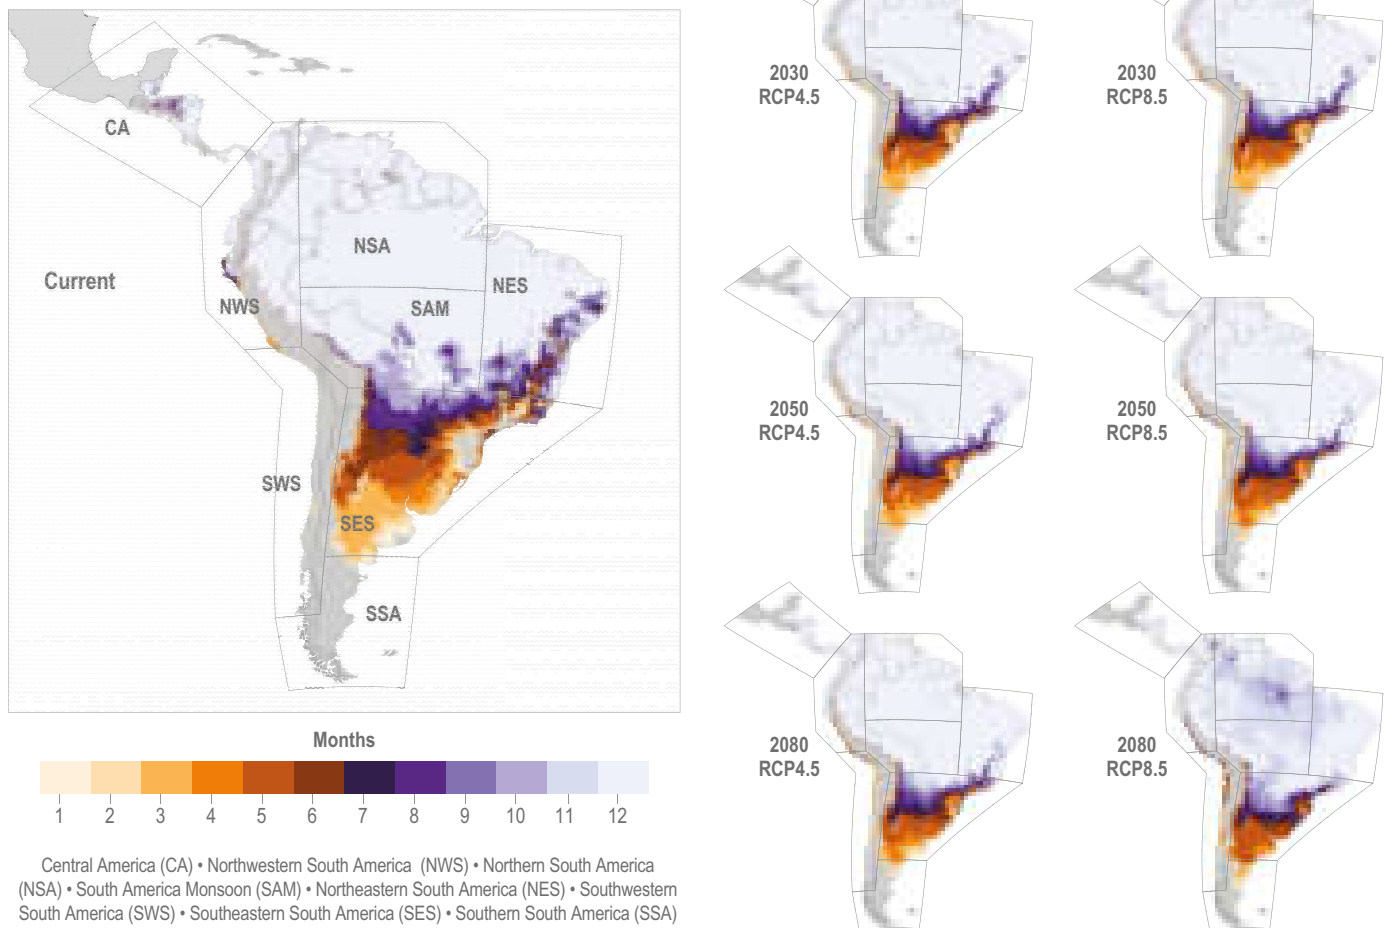 CA
NSA
Current
NES
NWS
SAM
SWS
SES
SSA
Months
1 2 3 4 5 6 7 8 9 10 11 12
Central America (CA) • Northwestern South America (NWS) • Northern South America
(NSA) • South America Monsoon (SAM) • Northeastern South America (NES) • Southwestern
South America (SWS) • Southeastern South America (SES) • Southern South America (SSA)
2030
RCP4.5
2030
RCP8.5
2050
RCP4.5
2050
RCP8.5
2080
RCP4.5
2080
RCP8.5